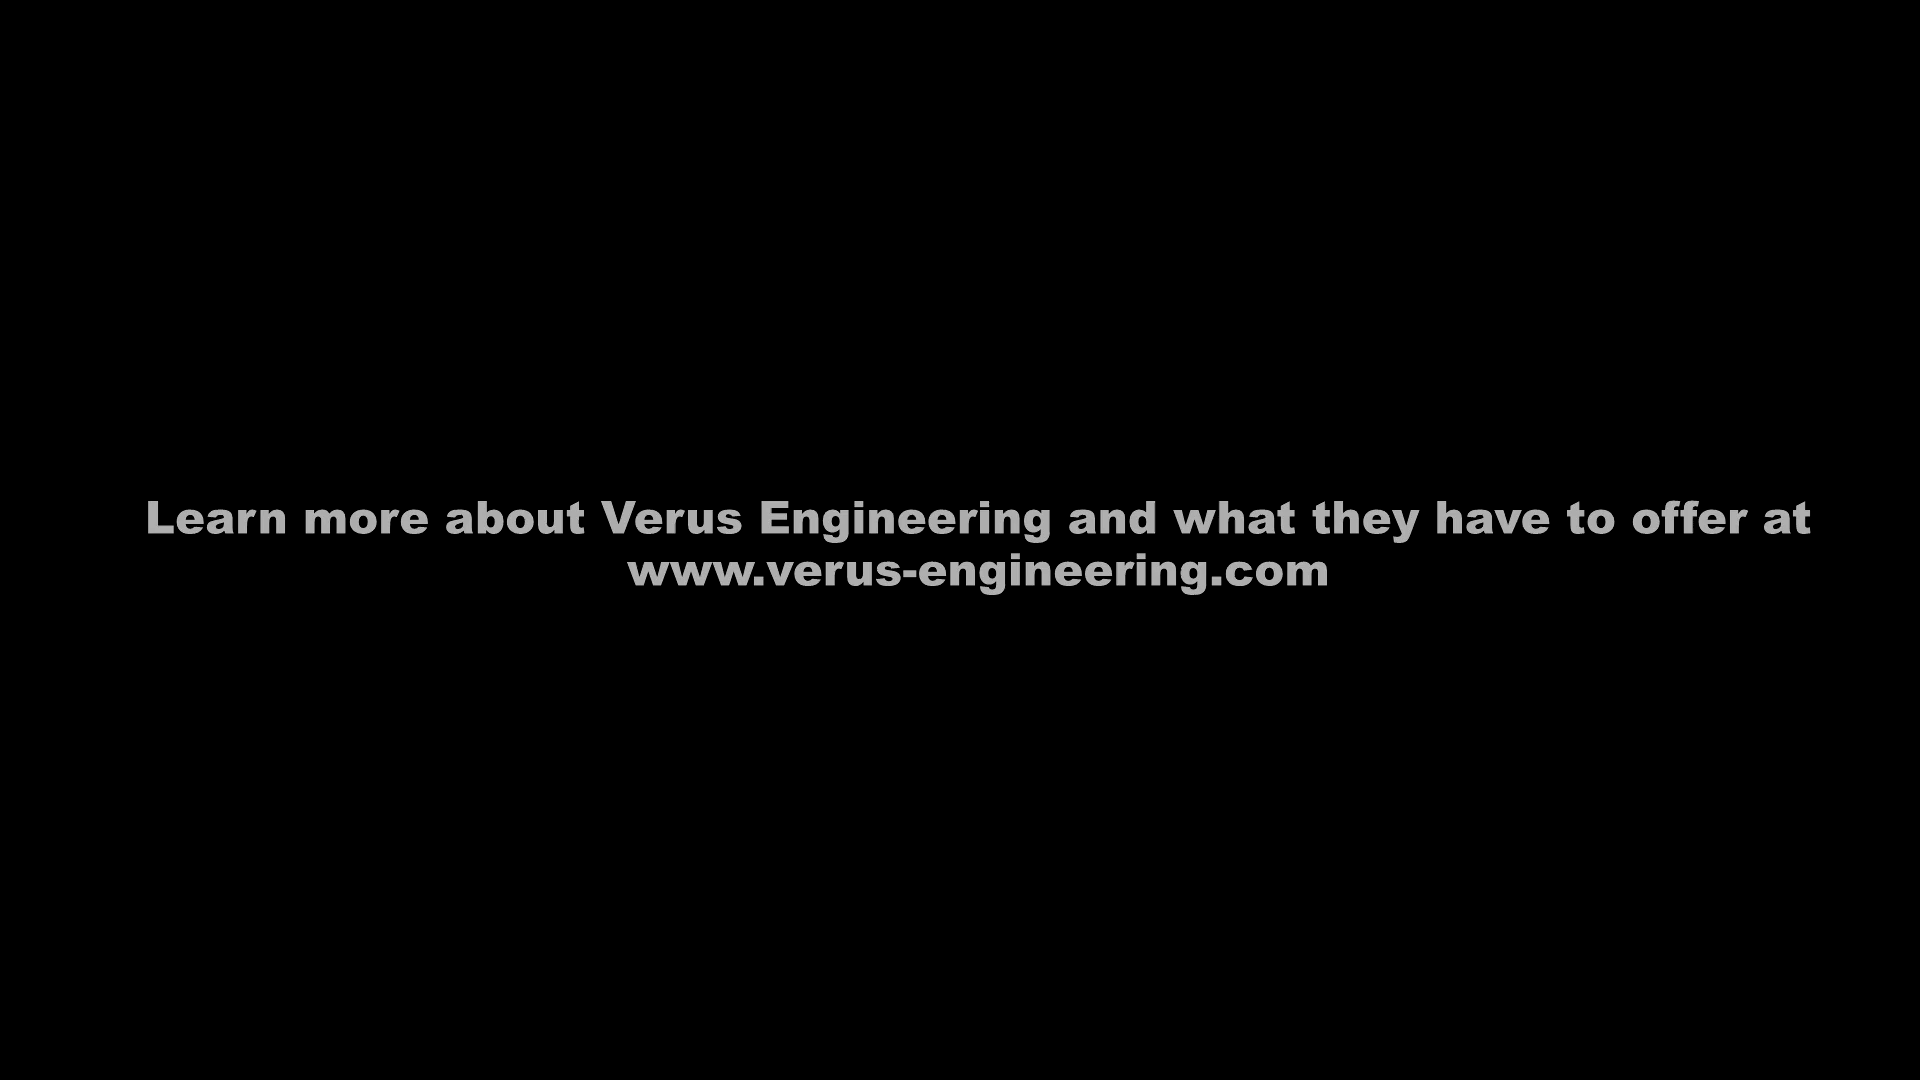 Learn more about Verus Engineering and what they have to offer at
www.verus-engineering.com